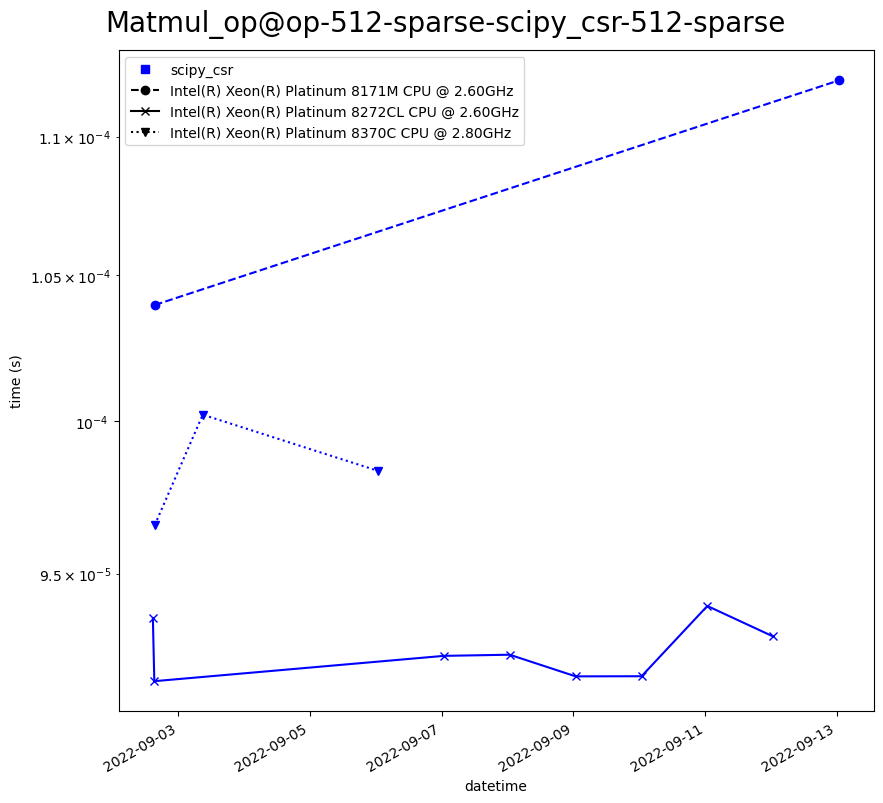 Matmul_op@op-512-sparse-scipy_csr-512-sparse
scipy_csr
Intel(R) Xeon(R) Platinum 8171M CPU @ 2.60GHz
Intel(R) Xeon(R) Platinum 8272CL CPU @ 2.60GHz
Intel(R) Xeon(R) Platinum 8370C CPU @ 2.80GHz
1.1 × 10⁻⁴
1.05 × 10⁻⁴
10⁻⁴
9.5 × 10⁻⁵
time (s)
2022-09-03
2022-09-05
2022-09-07
2022-09-09
2022-09-11
2022-09-13
datetime